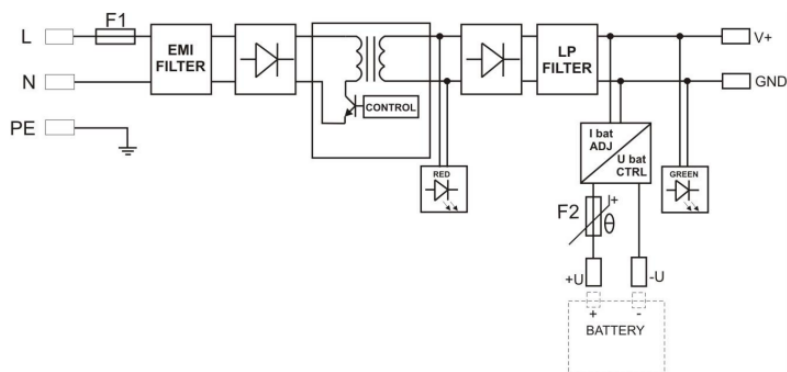 F1
L
EMI
FILTER
LP
FILTER
V+
N
GND
CONTROL
PE
I bat
ADJ
U bat
CTRL
RED
GREEN
F2
+
θ
+U
-U
+
-
BATTERY